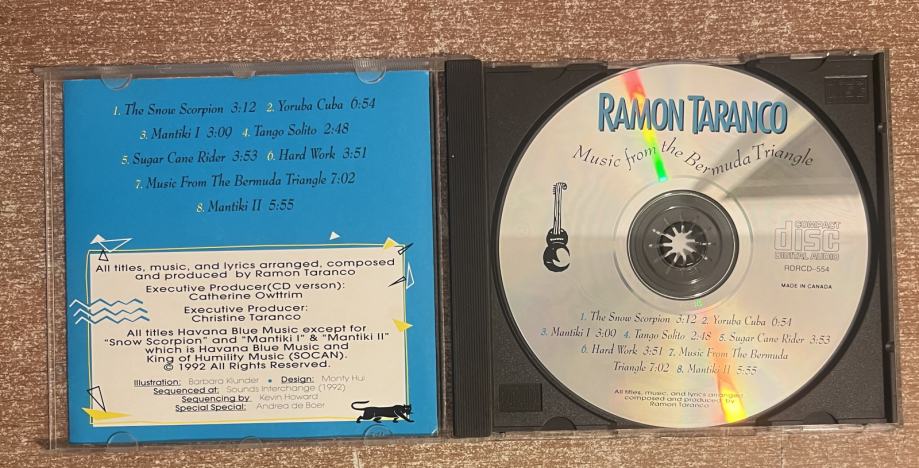 1. The Snow Scorpion 3:12 2. Yoruba Cuba 6:54
3. Mantiki I 3:09 4. Tango Solito 2:48
5. Sugar Cane Rider 3:53 6. Hard Work 3:51
7. Music From The Bermuda Triangle 7:02
8. Mantiki II 5:55
All titles, music, and lyrics arranged, composed
and produced by Ramon Taranco
Executive Producer(CD verson):
Catherine Owttrim
Executive Producer:
Christine Taranco
All titles Havana Blue Music except for
"Snow Scorpion" and "Mantiki I" & "Mantiki II"
which is Havana Blue Music and
King of Humility Music (SOCAN).
© 1992 All Rights Reserved.
Illustration: Barbara Klunder • Design: Monty Hui
Sequenced at: Sounds Interchange (1992)
Sequencing by Kevin Howard
Special Special: Andrea de Boer
RAMON TARANCO
Music from the Bermuda Triangle
COMPACT
disc
DIGITAL AUDIO
RDRCD-554
MADE IN CANADA
1. The Snow Scorpion 3:12 2. Yoruba Cuba 6:54
3. Mantiki I 3:09 4. Tango Solito 2:48 5. Sugar Cane Rider 3:53
6. Hard Work 3:51 7. Music From The Bermuda
Triangle 7:02 8. Mantiki II 5:55
All titles, music, and lyrics arranged
composed and produced by
Ramon Taranco